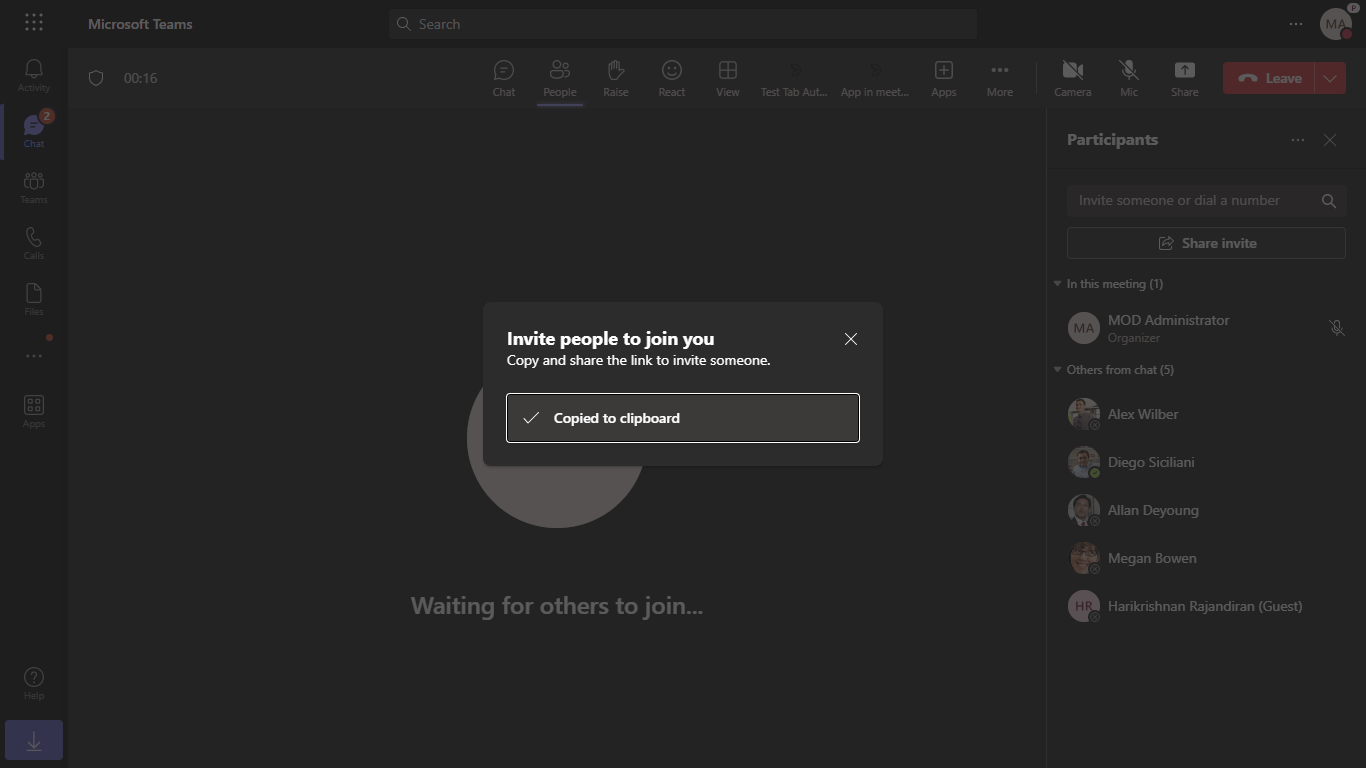 Microsoft Teams
Search
MA
P
Activity
2
Chat
Teams
Calls
Files
Apps
Help
00:16
Chat
People
Raise
React
View
Test Tab Aut...
App in meet...
Apps
More
Camera
Mic
Share
Leave
Invite people to join you
Copy and share the link to invite someone.
Copied to clipboard
Waiting for others to join...
Participants
Invite someone or dial a number
Share invite
In this meeting (1)
MA
MOD Administrator
Organizer
Others from chat (5)
Alex Wilber
Diego Siciliani
Allan Deyoung
Megan Bowen
HR
Harikrishnan Rajandiran (Guest)